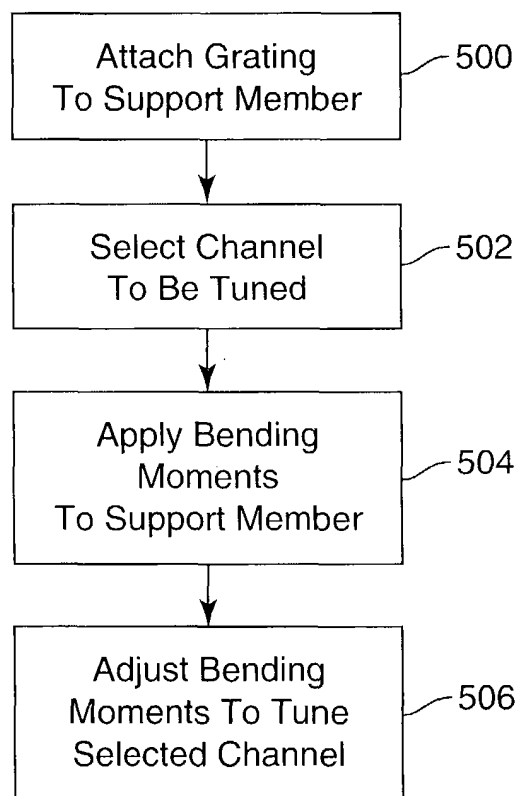 Attach Grating
To Support Member
500
Select Channel
To Be Tuned
502
Apply Bending
Moments
To Support Member
504
Adjust Bending
Moments To Tune
Selected Channel
506